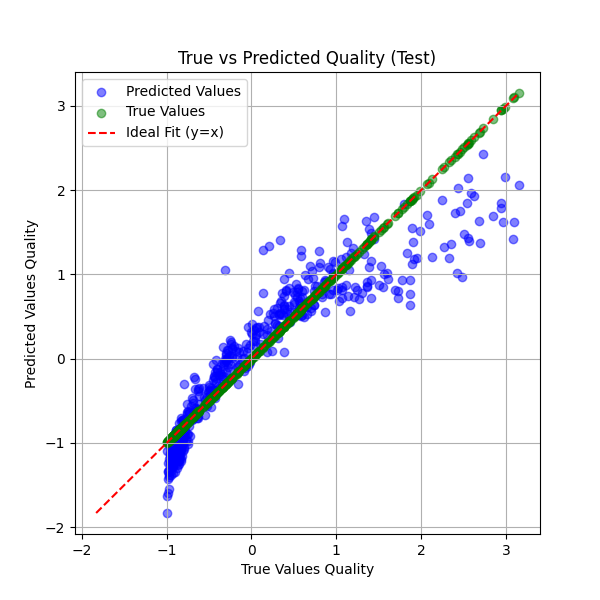 True vs Predicted Quality (Test)
Predicted Values
True Values
Ideal Fit (y=x)
3
2
1
0
−1
−2
Predicted Values Quality
−2 −1 0 1 2 3
True Values Quality